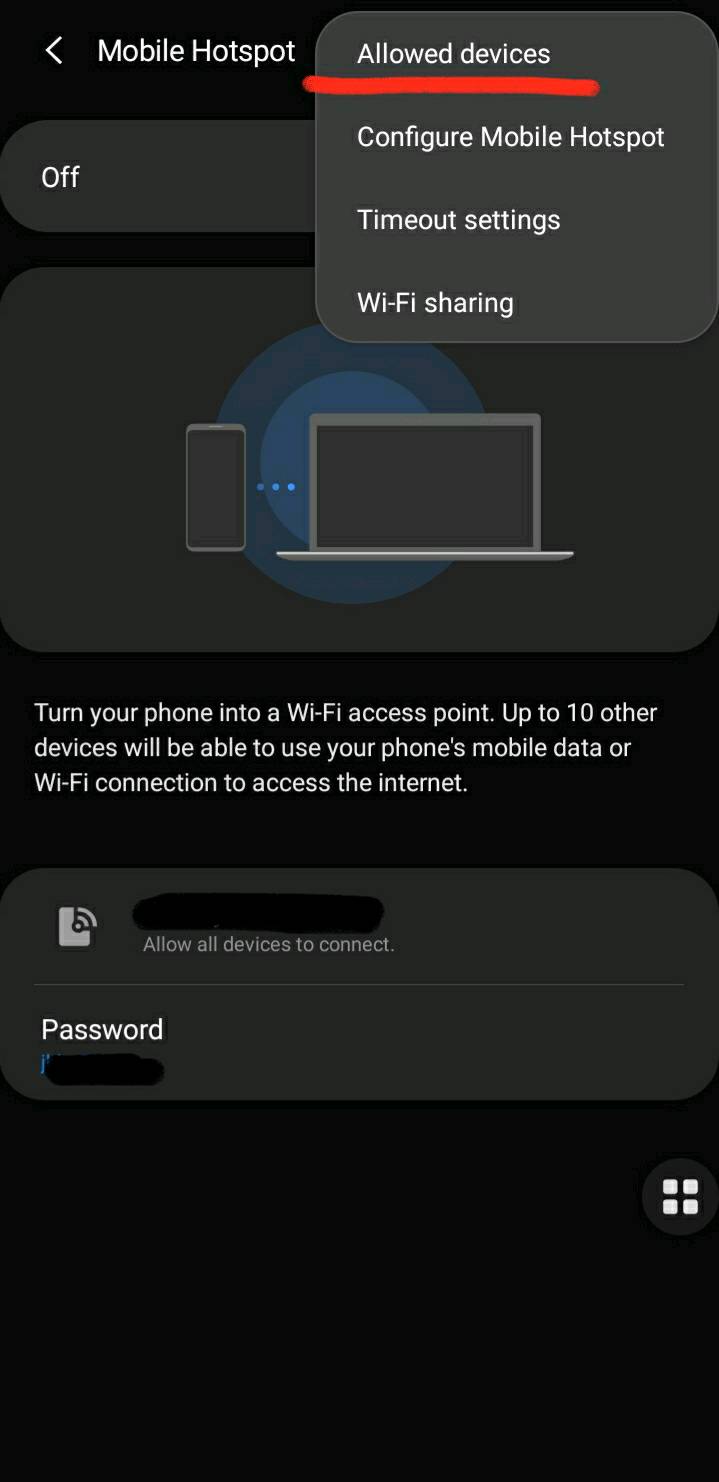 Mobile Hotspot
Allowed devices
Configure Mobile Hotspot
Timeout settings
Wi-Fi sharing
Off
Turn your phone into a Wi-Fi access point. Up to 10 other
devices will be able to use your phone's mobile data or
Wi-Fi connection to access the internet.
Allow all devices to connect.
Password